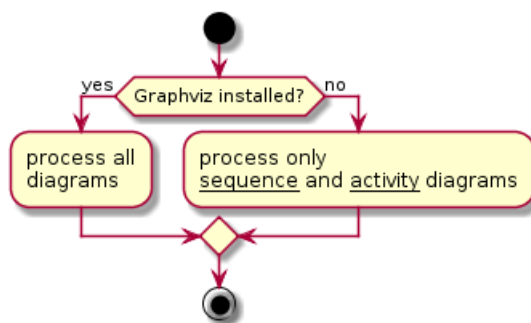 Graphviz installed?
yes
no
process all
diagrams
process only
sequence and activity diagrams